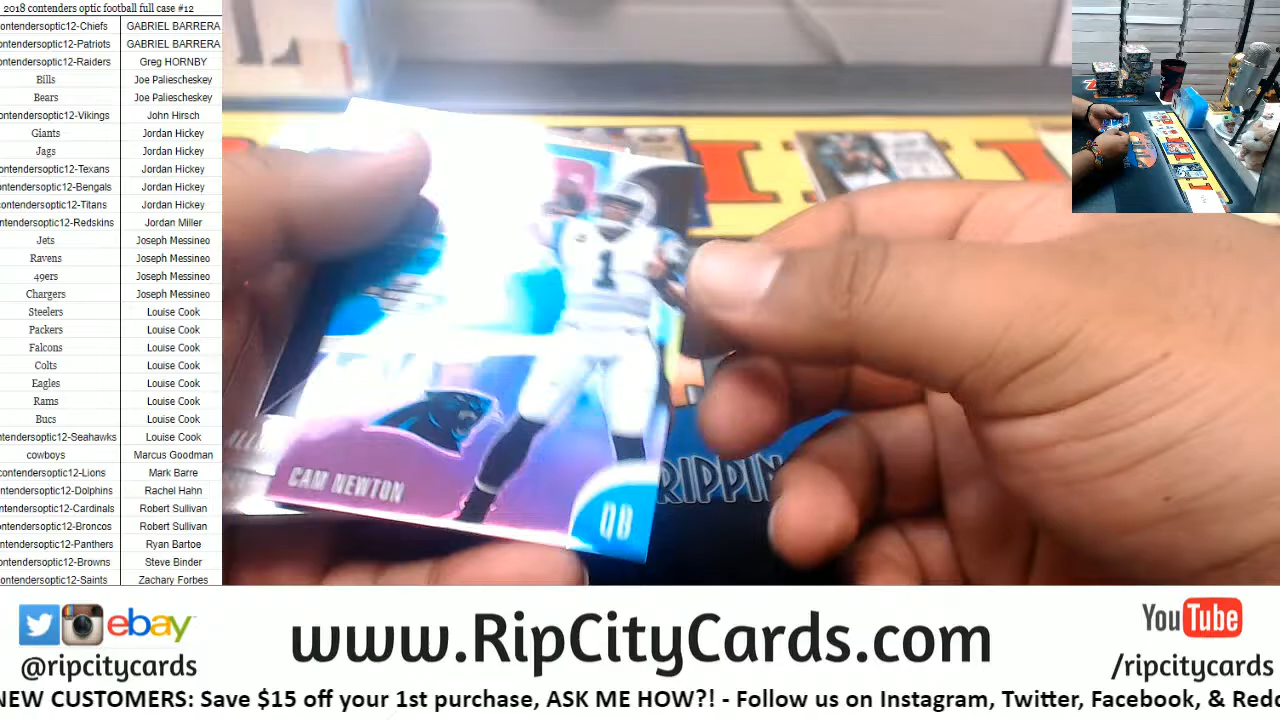 2018 contenders optic football full case #12
ontendersoptic12-Chiefs GABRIEL BARRERA
ontendersoptic12-Patriots GABRIEL BARRERA
ontendersoptic12-Raiders Greg HORNBY
Bills Joe Paliescheskey
Bears Joe Paliescheskey
ontendersoptic12-Vikings John Hirsch
Giants Jordan Hickey
Jags Jordan Hickey
ontendersoptic12-Texans Jordan Hickey
ontendersoptic12-Bengals Jordan Hickey
ontendersoptic12-Titans Jordan Hickey
ontendersoptic12-Redskins Jordan Miller
Jets Joseph Messineo
Ravens Joseph Messineo
49ers Joseph Messineo
Chargers Joseph Messineo
Steelers Louise Cook
Packers Louise Cook
Falcons Louise Cook
Colts Louise Cook
Eagles Louise Cook
Rams Louise Cook
Bucs Louise Cook
ntendersoptic12-Seahawks Louise Cook
cowboys Marcus Goodman
contendersoptic12-Lions Mark Barre
ontendersoptic12-Dolphins Rachel Hahn
ontendersoptic12-Cardinals Robert Sullivan
ontendersoptic12-Broncos Robert Sullivan
ontendersoptic12-Panthers Ryan Bartoe
ontendersoptic12-Browns Steve Binder
ontendersoptic12-Saints Zachary Forbes
1
CAM NEWTON
QB
RIPPIN
ebay
@ripcitycards
www.RipCityCards.com
YouTube
/ripcitycards
NEW CUSTOMERS: Save $15 off your 1st purchase, ASK ME HOW?! - Follow us on Instagram, Twitter, Facebook, & Redd